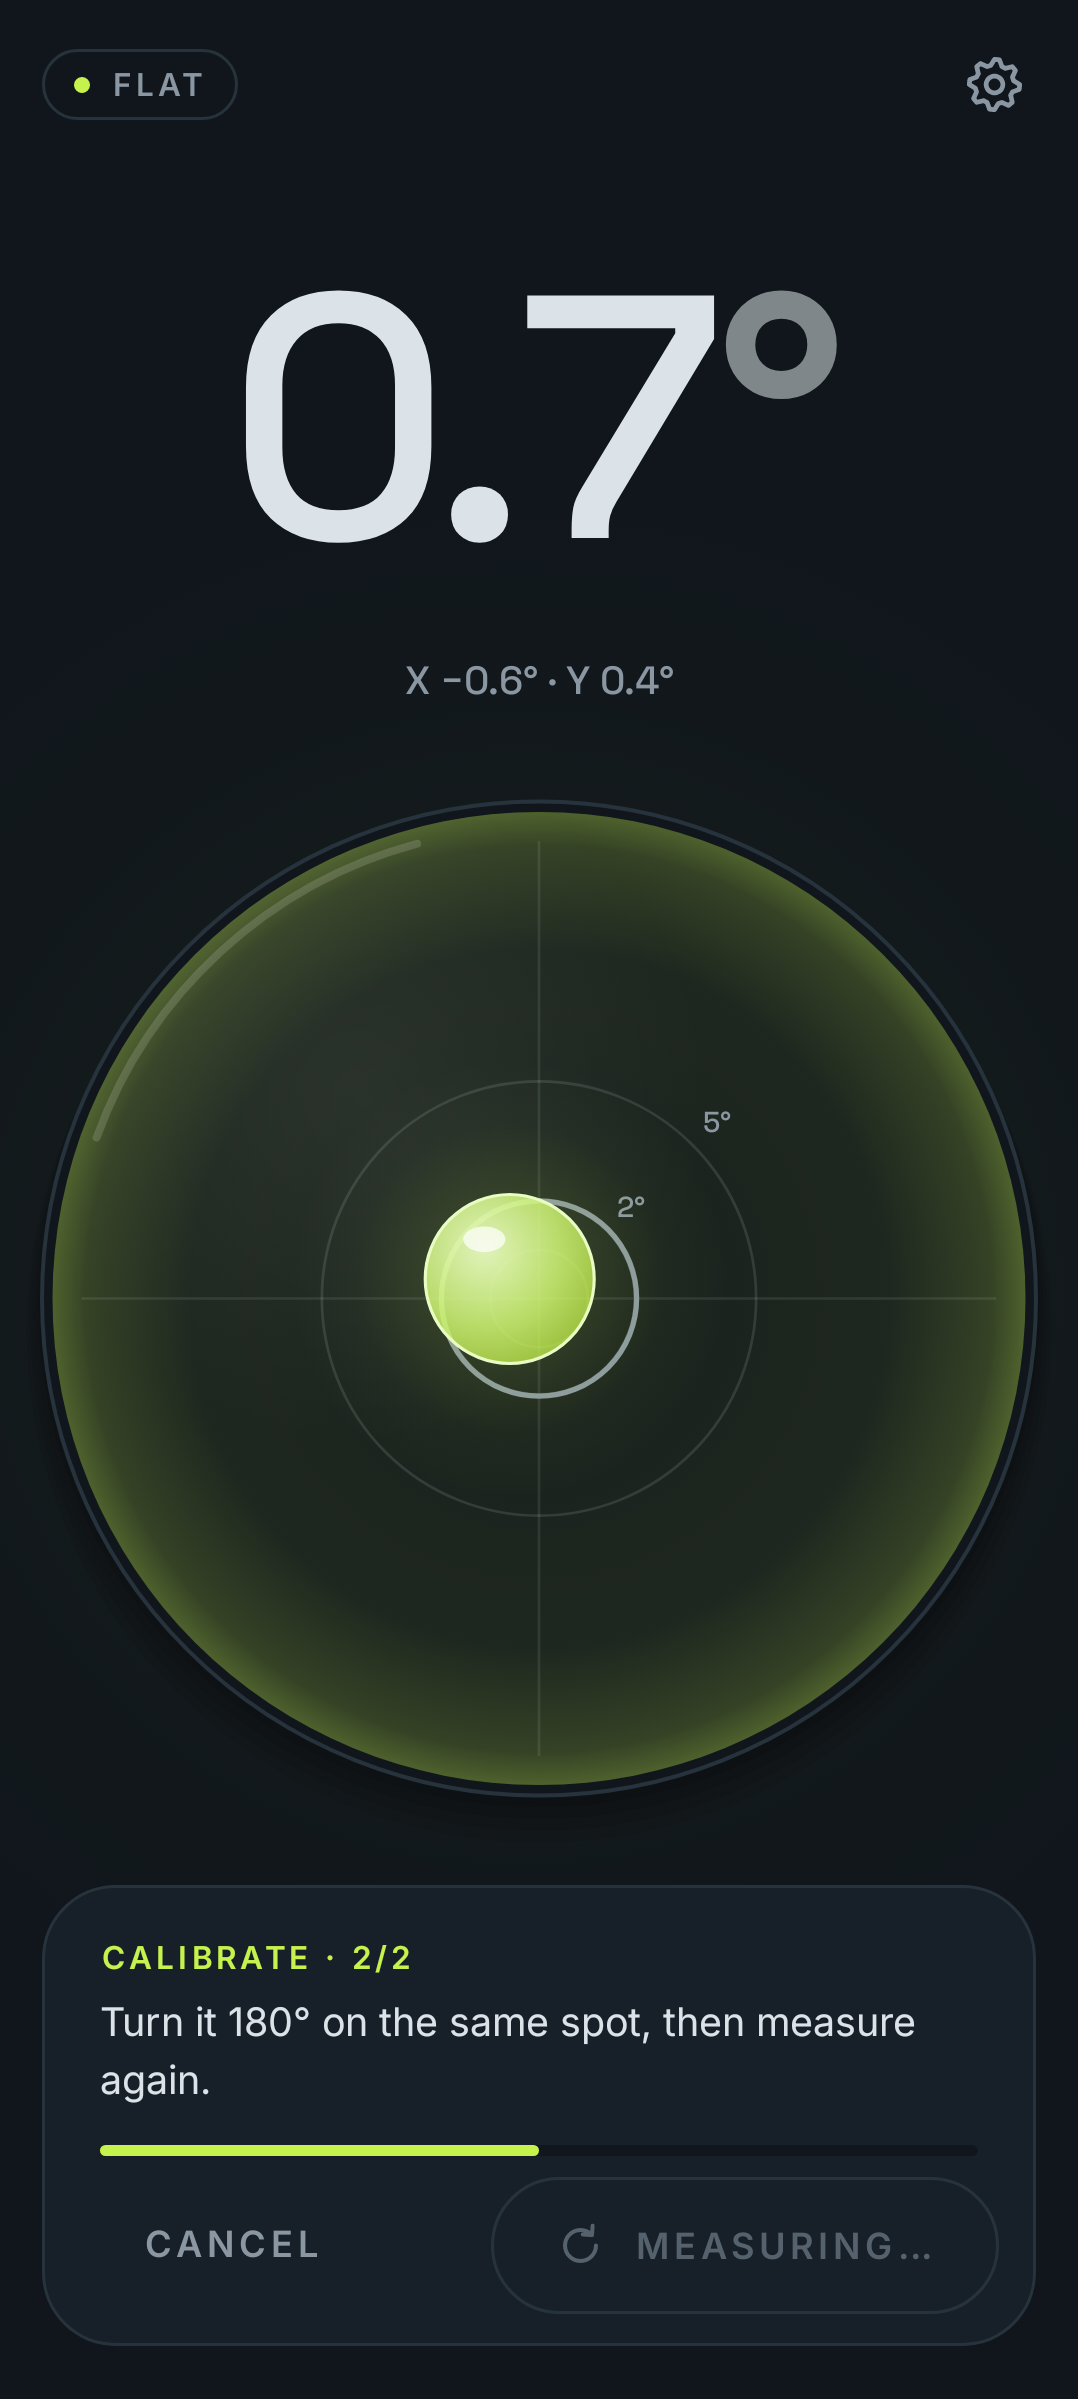 FLAT
0.7°
X −0.6° · Y 0.4°
5°
2°
CALIBRATE · 2/2
Turn it 180° on the same spot, then measure
again.
CANCEL
MEASURING...